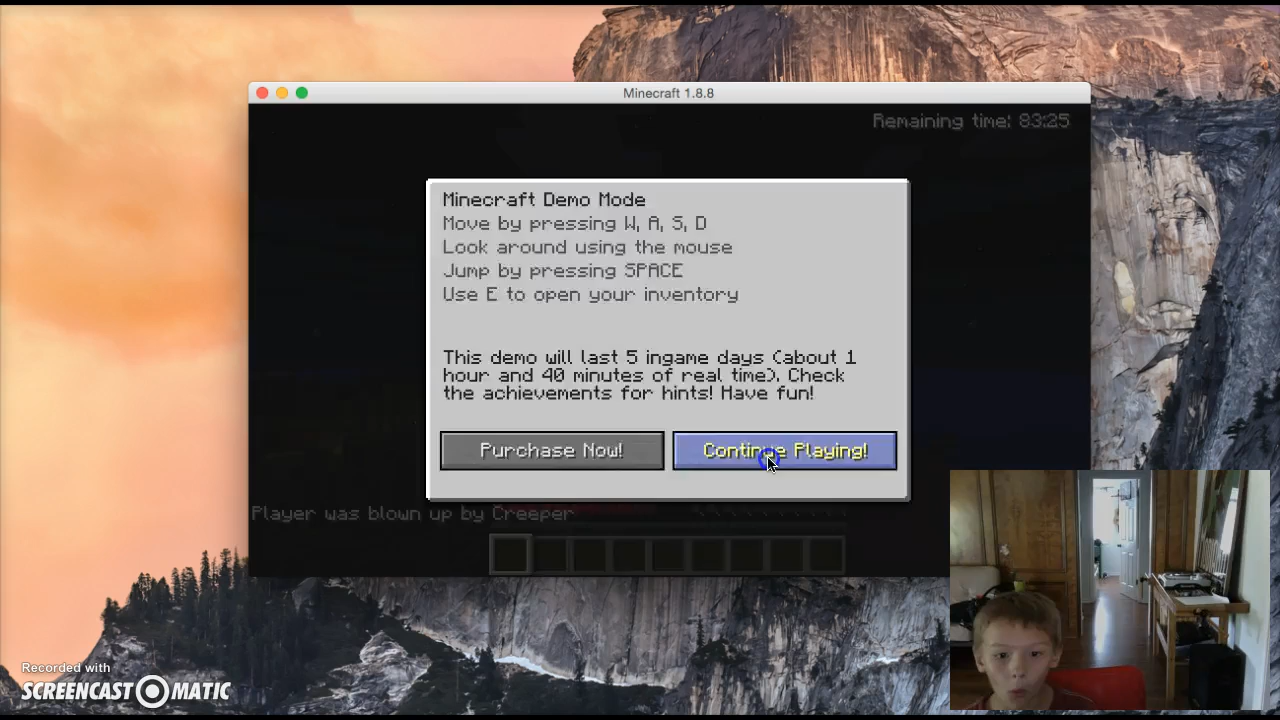 Minecraft 1.8.8
Remaining time: 83:25
Minecraft Demo Mode
Move by pressing W, A, S, D
Look around using the mouse
Jump by pressing SPACE
Use E to open your inventory
This demo will last 5 ingame days (about 1
hour and 40 minutes of real time). Check
the achievements for hints! Have fun!
Purchase Now!
Continue Playing!
Player was blown up by Creeper
Recorded with
SCREENCAST MATIC